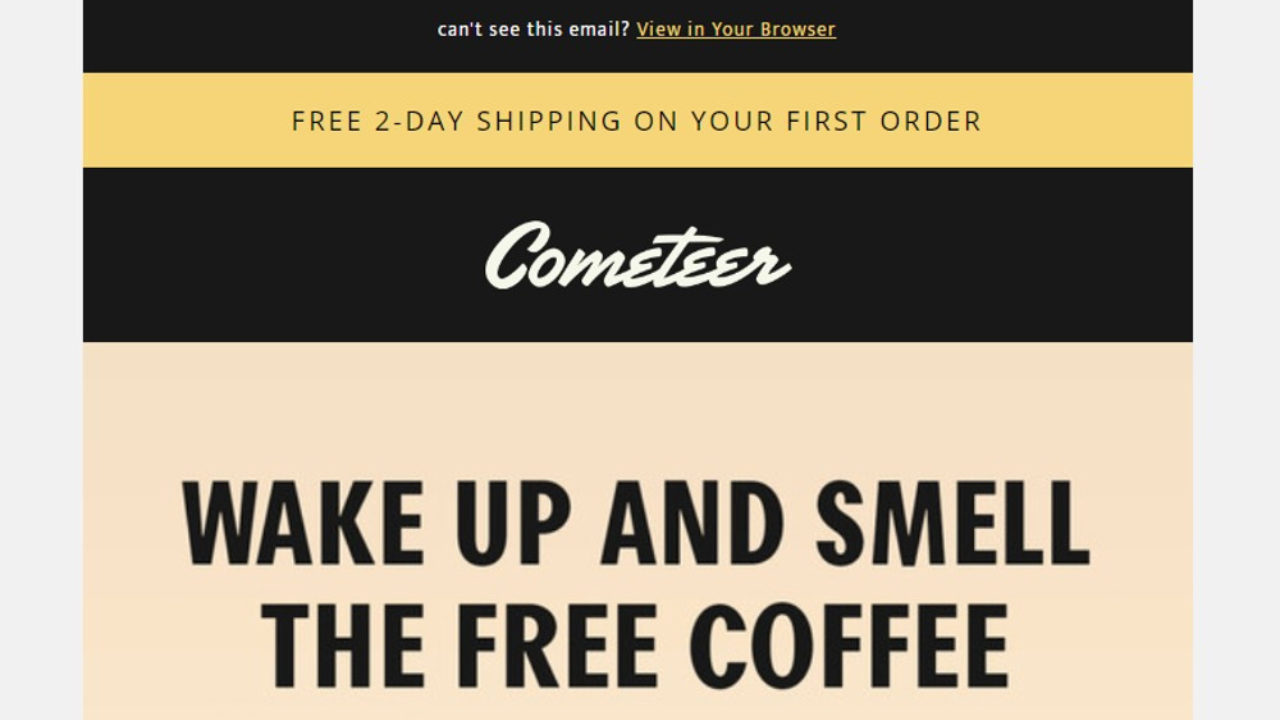 can't see this email? View in Your Browser
FREE 2-DAY SHIPPING ON YOUR FIRST ORDER
Cometeer
WAKE UP AND SMELL
THE FREE COFFEE